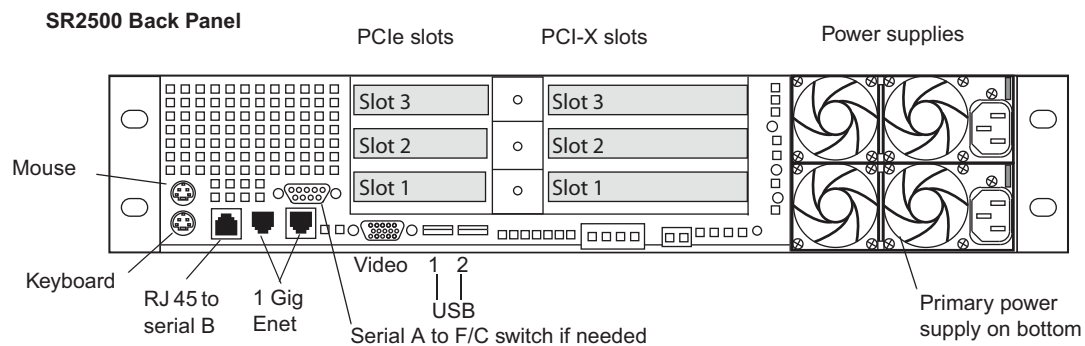 SR2500 Back Panel
PCIe slots
PCI-X slots
Power supplies
Slot 3
Slot 3
Slot 2
Slot 2
Slot 1
Slot 1
Mouse
Keyboard
RJ 45 to
serial B
1 Gig
Enet
Video
1 2
USB
Serial A to F/C switch if needed
Primary power
supply on bottom